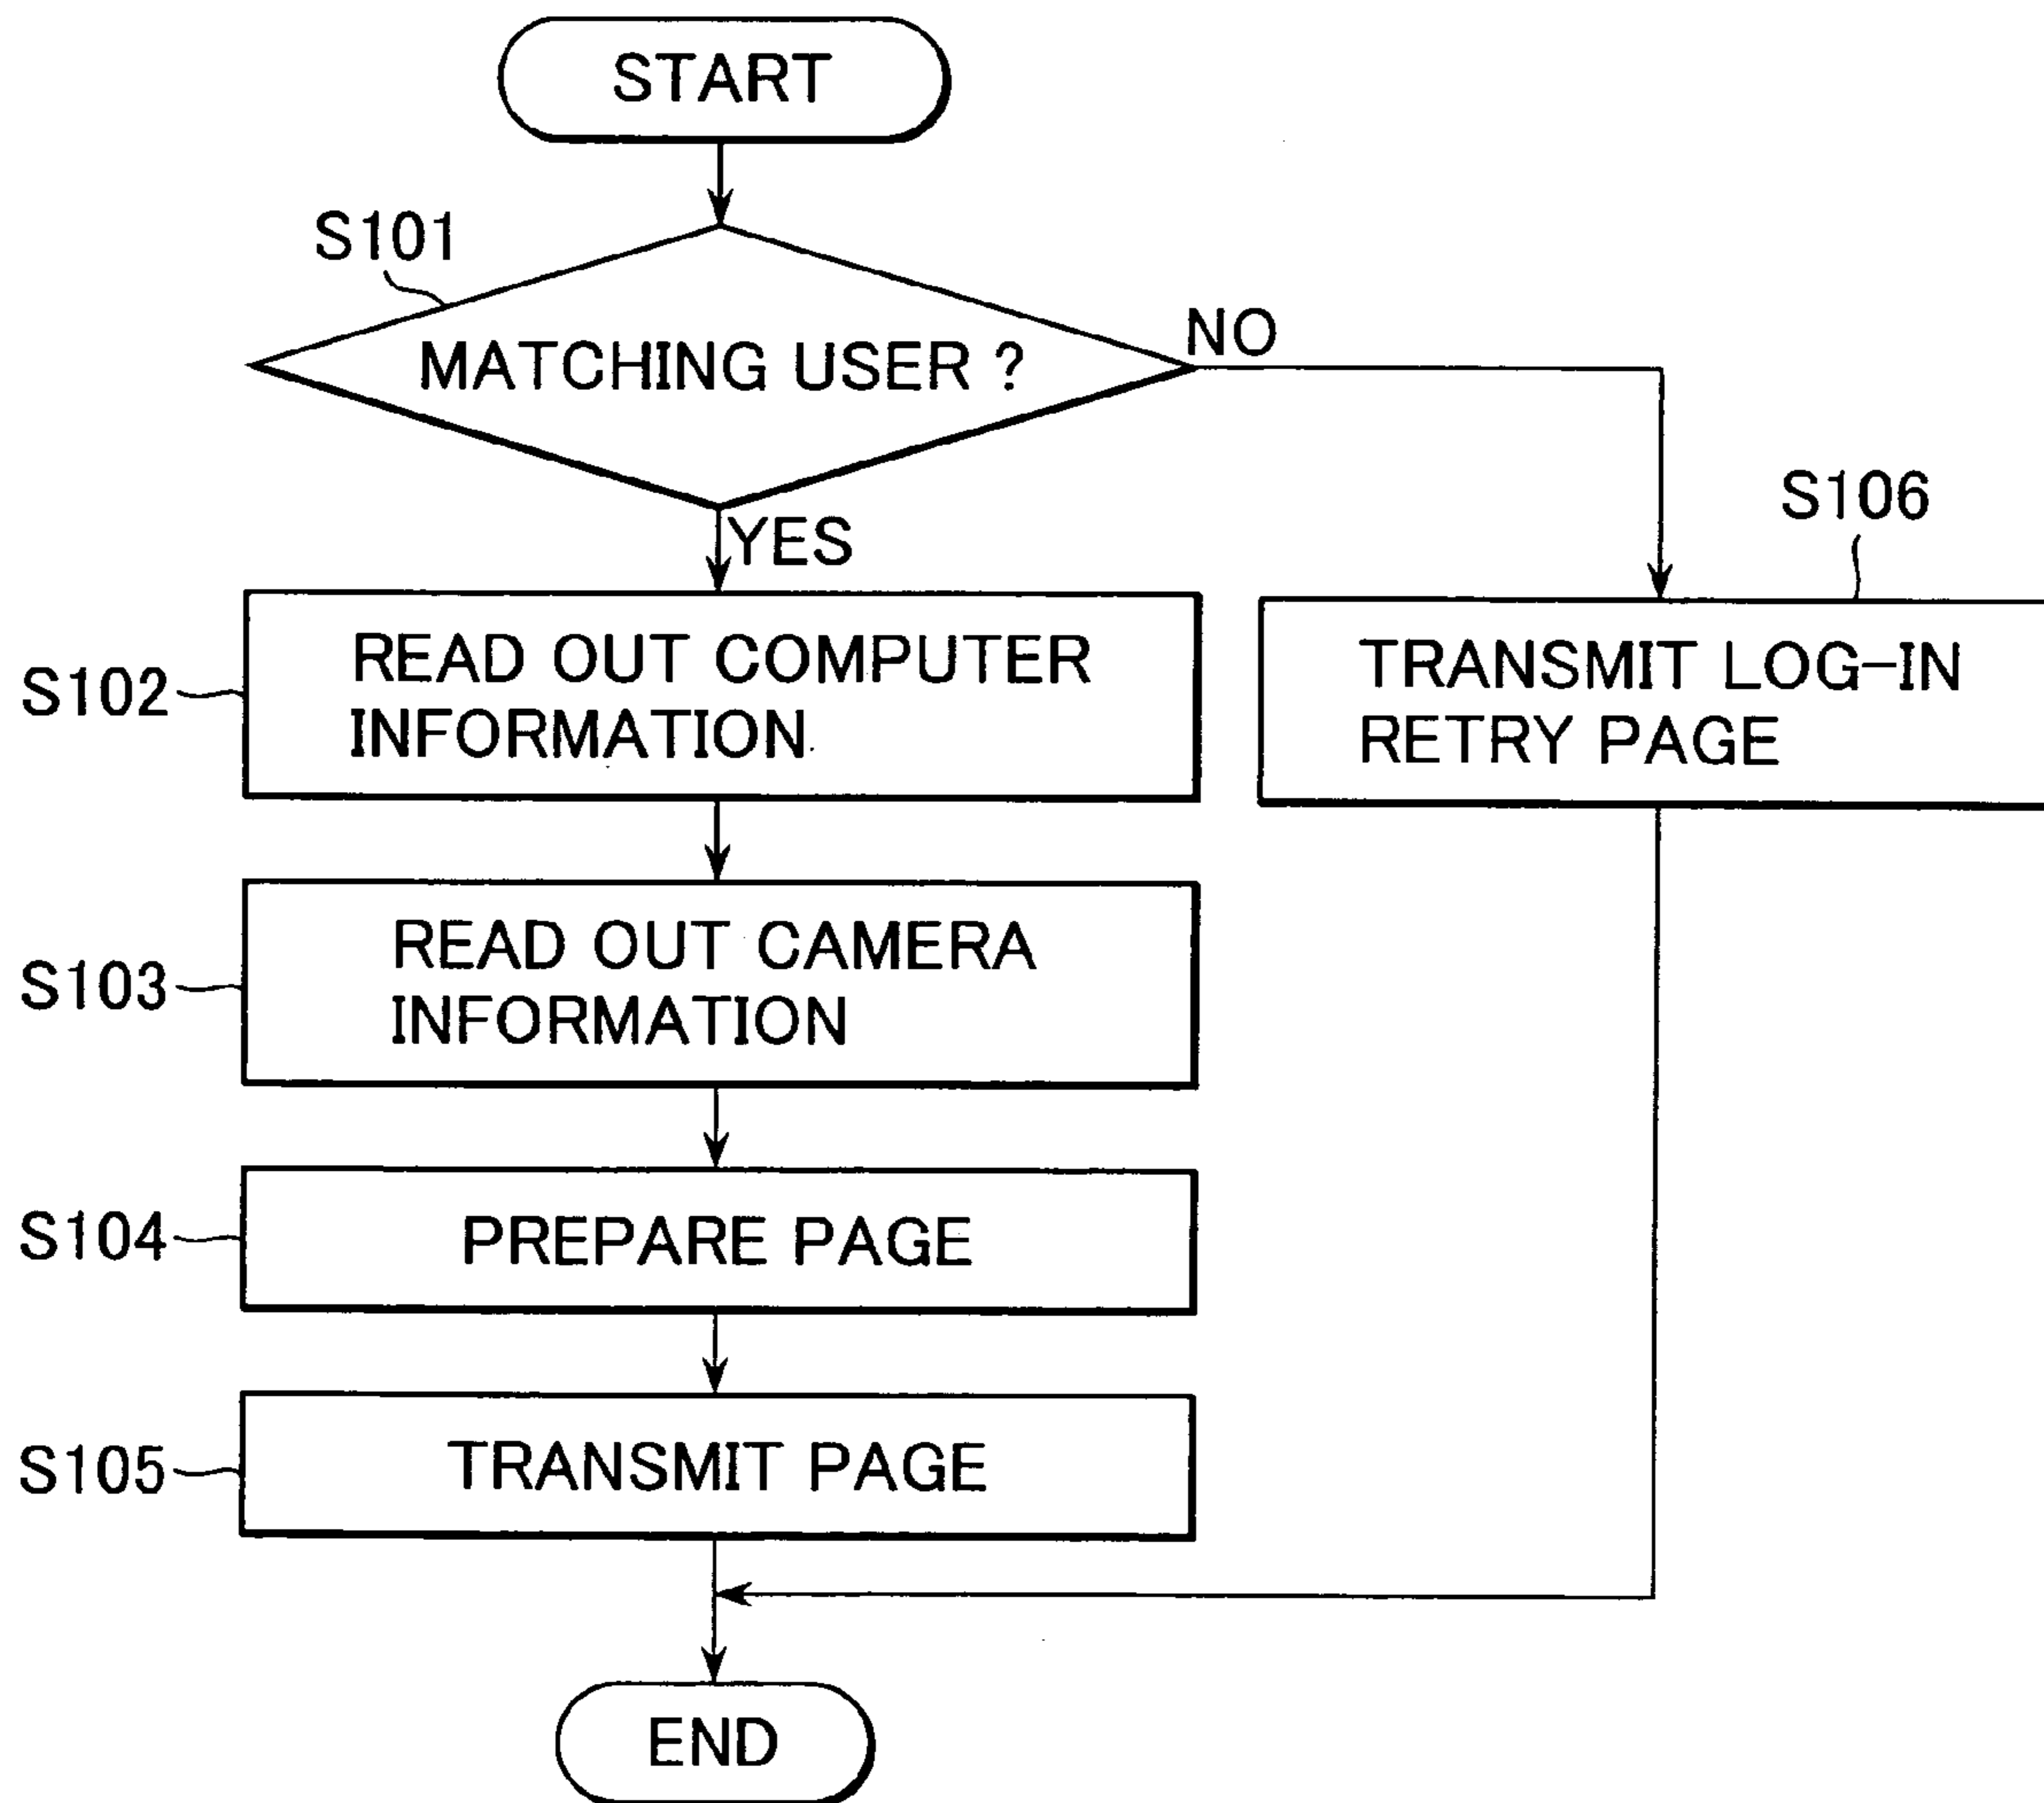 START
S101
MATCHING USER ?
NO
YES
S106
S102
READ OUT COMPUTER
INFORMATION
TRANSMIT LOG-IN
RETRY PAGE
S103
READ OUT CAMERA
INFORMATION
S104
PREPARE PAGE
S105
TRANSMIT PAGE
END